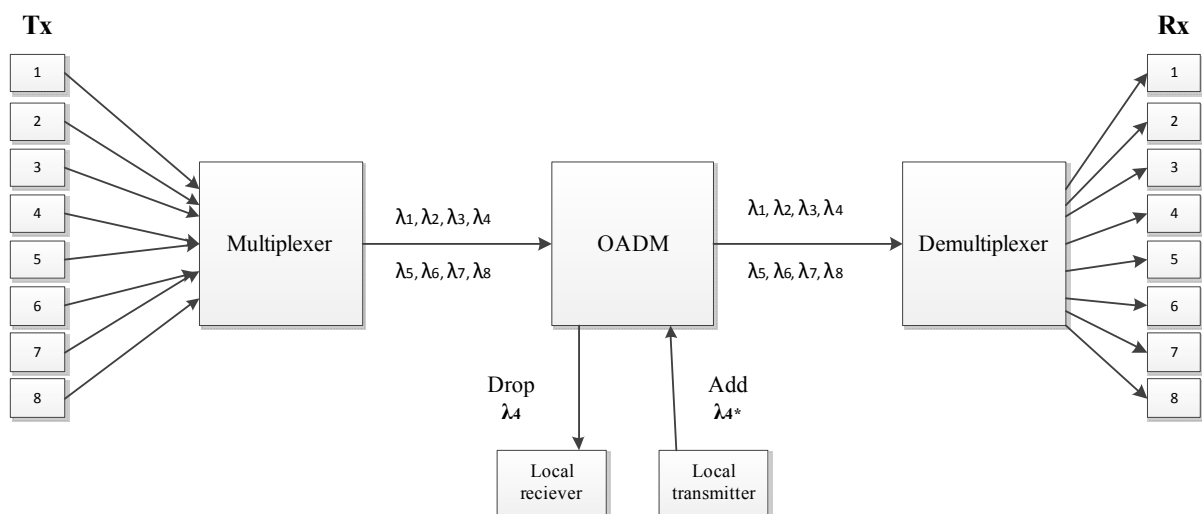 Tx
Rx
1
2
3
4
5
6
7
8
Multiplexer
λ1, λ2, λ3, λ4
λ5, λ6, λ7, λ8
OADM
λ1, λ2, λ3, λ4
λ5, λ6, λ7, λ8
Demultiplexer
1
2
3
4
5
6
7
8
Drop
λ4
Add
λ4*
Local
reciever
Local
transmitter